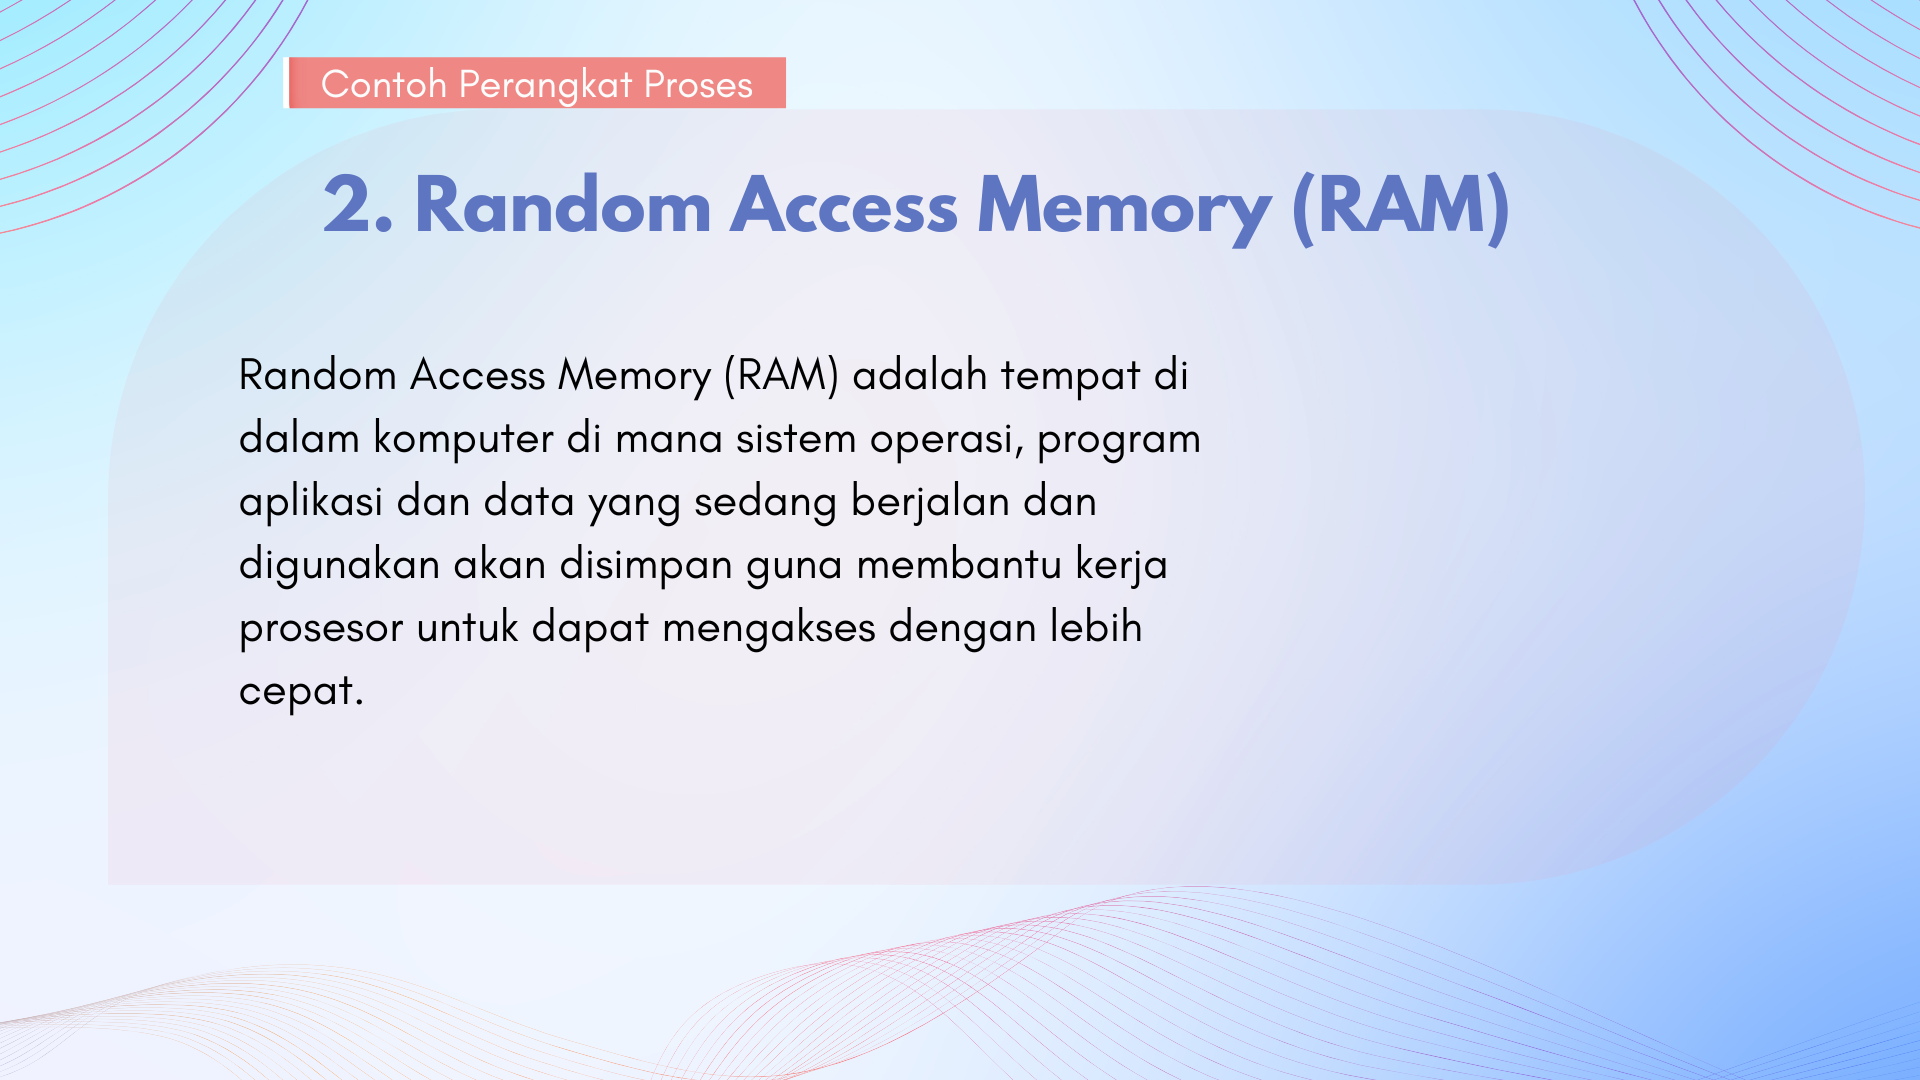 Contoh Perangkat Proses
2. Random Access Memory (RAM)
Random Access Memory (RAM) adalah tempat di
dalam komputer di mana sistem operasi, program
aplikasi dan data yang sedang berjalan dan
digunakan akan disimpan guna membantu kerja
prosesor untuk dapat mengakses dengan lebih
cepat.